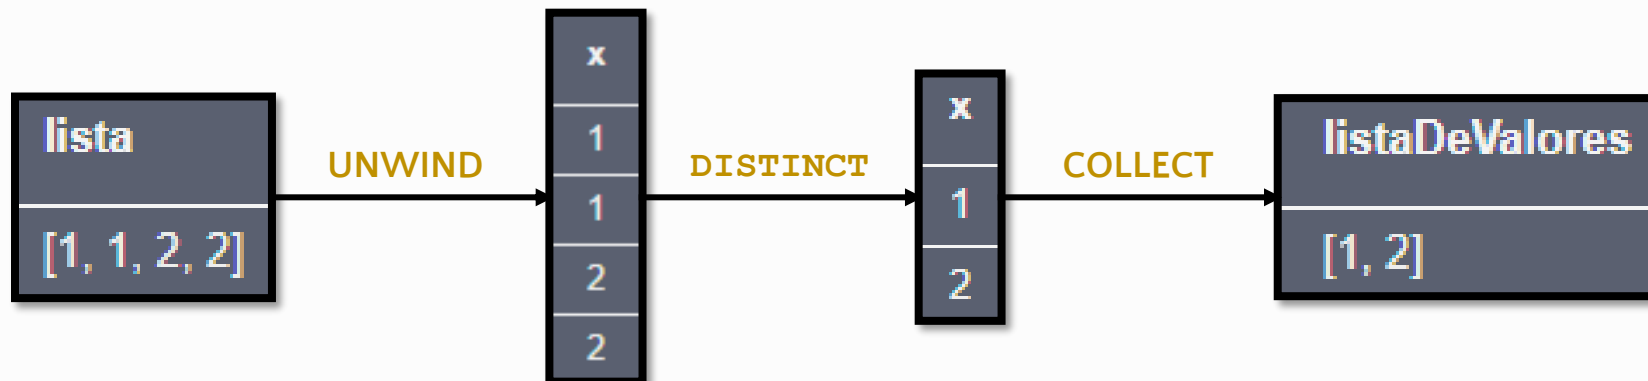 lista
[1, 1, 2, 2]
UNWIND
x
1
1
2
2
DISTINCT
x
1
2
COLLECT
listaDeValores
[1, 2]